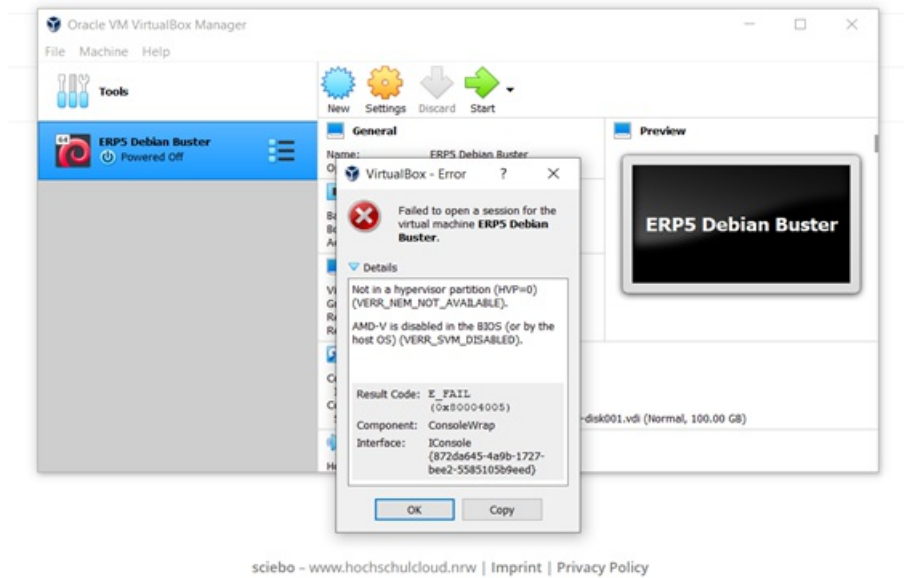 Oracle VM VirtualBox Manager
File Machine Help
Tools
New Settings Discard Start
64
ERP5 Debian Buster
Powered Off
General
Name: ERP5 Debian Buster
Preview
ERP5 Debian Buster
VirtualBox - Error ?
Failed to open a session for the
virtual machine ERP5 Debian
Buster.
Details
Not in a hypervisor partition (HVP=0)
(VERR_NEM_NOT_AVAILABLE).
AMD-V is disabled in the BIOS (or by the
host OS) (VERR_SVM_DISABLED).
Result Code: E_FAIL
(0x80004005)
Component: ConsoleWrap
Interface: IConsole
{872da645-4a9b-1727-
bee2-5585105b9eed}
-disk001.vdi (Normal, 100.00 GB)
OK Copy
sciebo – www.hochschulcloud.nrw | Imprint | Privacy Policy